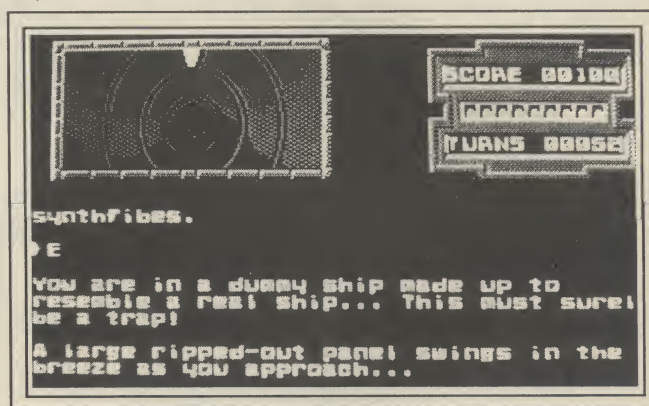 SCORE 00100
TURNS 00052
synthfibes.
E
You are in a dummy ship made up to
resemble a real ship... This must surel
be a trap!
A large ripped-out panel swings in the
breeze as you approach...